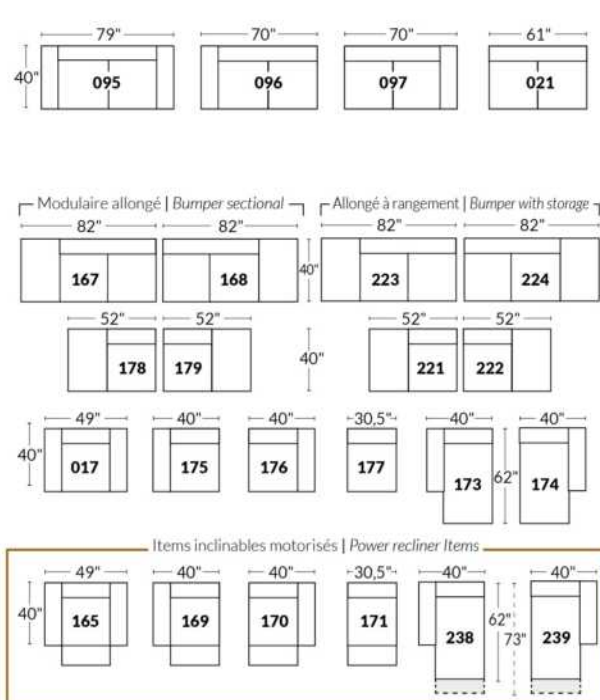 79" 70" 70" 61"
40" 095 096 097 021
Modulaire allongé | Bumper sectional Allongé à rangement | Bumper with storage
82" 82" 82" 82"
167 168 40" 223 224
52" 52" 52" 52"
178 179 40" 221 222
49" 40" 40" 30,5" 40" 40"
40" 017 175 176 177 173 62" 174
Items inclinables motorisés | Power recliner Items
49" 40" 40" 30,5" 40" 40"
40" 165 169 170 171 238 62" 73" 239